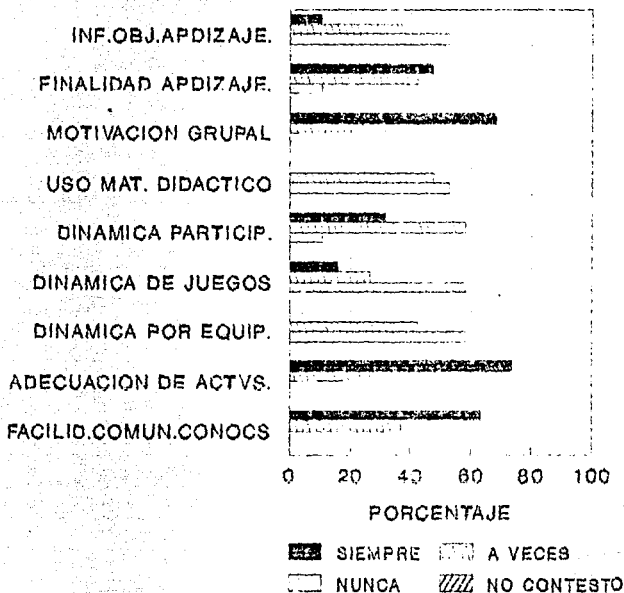 INF.OBJ.APDIZAJE.
FINALIDAD APDIZAJE.
MOTIVACION GRUPAL
USO MAT. DIDACTICO
DINAMICA PARTICIP.
DINAMICA DE JUEGOS
DINAMICA POR EQUIP.
ADECUACION DE ACTVS.
FACILID.COMUN.CONOCS
0 20 40 60 80 100
PORCENTAJE
SIEMPRE A VECES
NUNCA NO CONTESTO